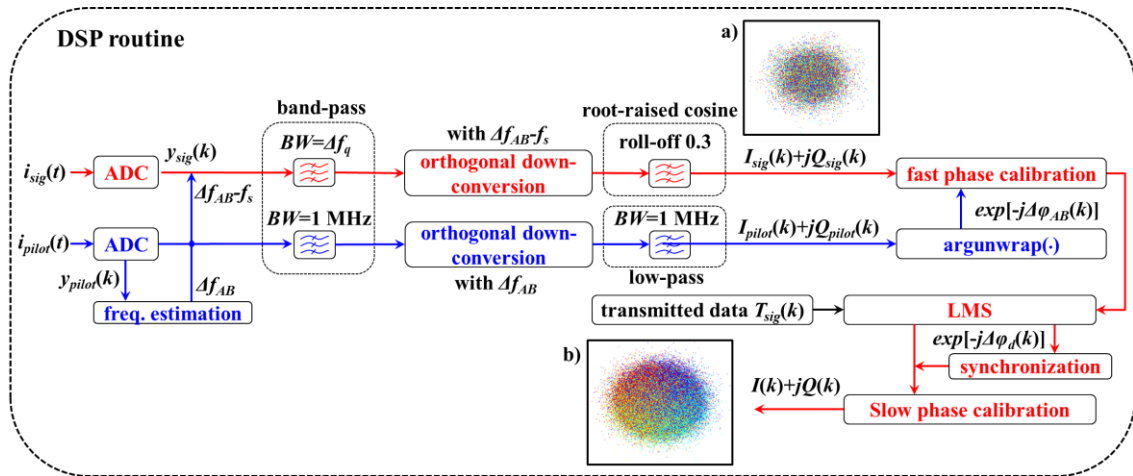 DSP routine
a)
band-pass
root-raised cosine
BW=Δf_q
with Δf_AB-f_s
roll-off 0.3
i_sig(t)
ADC
y_sig(k)
orthogonal down-
conversion
I_sig(k)+jQ_sig(k)
fast phase calibration
Δf_AB-f_s
exp[-jΔφ_AB(k)]
i_pilot(t)
ADC
BW=1 MHz
orthogonal down-
conversion
BW=1 MHz
I_pilot(k)+jQ_pilot(k)
argunwrap(·)
y_pilot(k)
Δf_AB
with Δf_AB
low-pass
freq. estimation
transmitted data T_sig(k)
LMS
b)
exp[-jΔφ_d(k)]
synchronization
I(k)+jQ(k)
Slow phase calibration